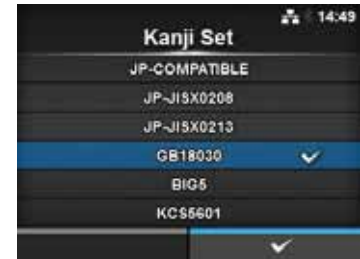 14:49
Kanji Set
JP-COMPATIBLE
JP-JISX0208
JP-JISX0213
GB18030
BIG5
KCS5601